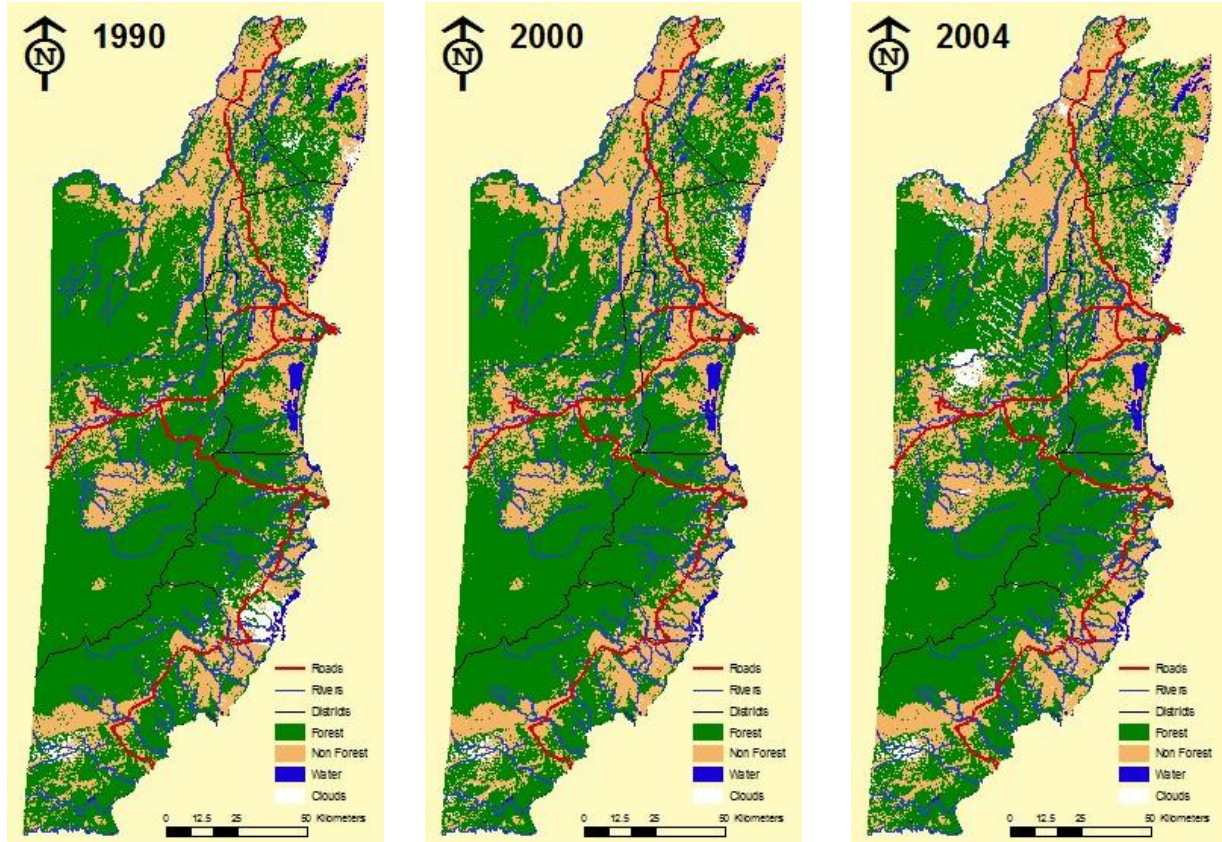 N 1990
Roads
Rivers
Districts
Forest
Non Forest
Water
Clouds
0 12.5 25 50 Kilometers
N 2000
Roads
Rivers
Districts
Forest
Non Forest
Water
Clouds
0 12.5 25 50 Kilometers
N 2004
Roads
Rivers
Districts
Forest
Non Forest
Water
Clouds
0 12.5 25 50 Kilometers